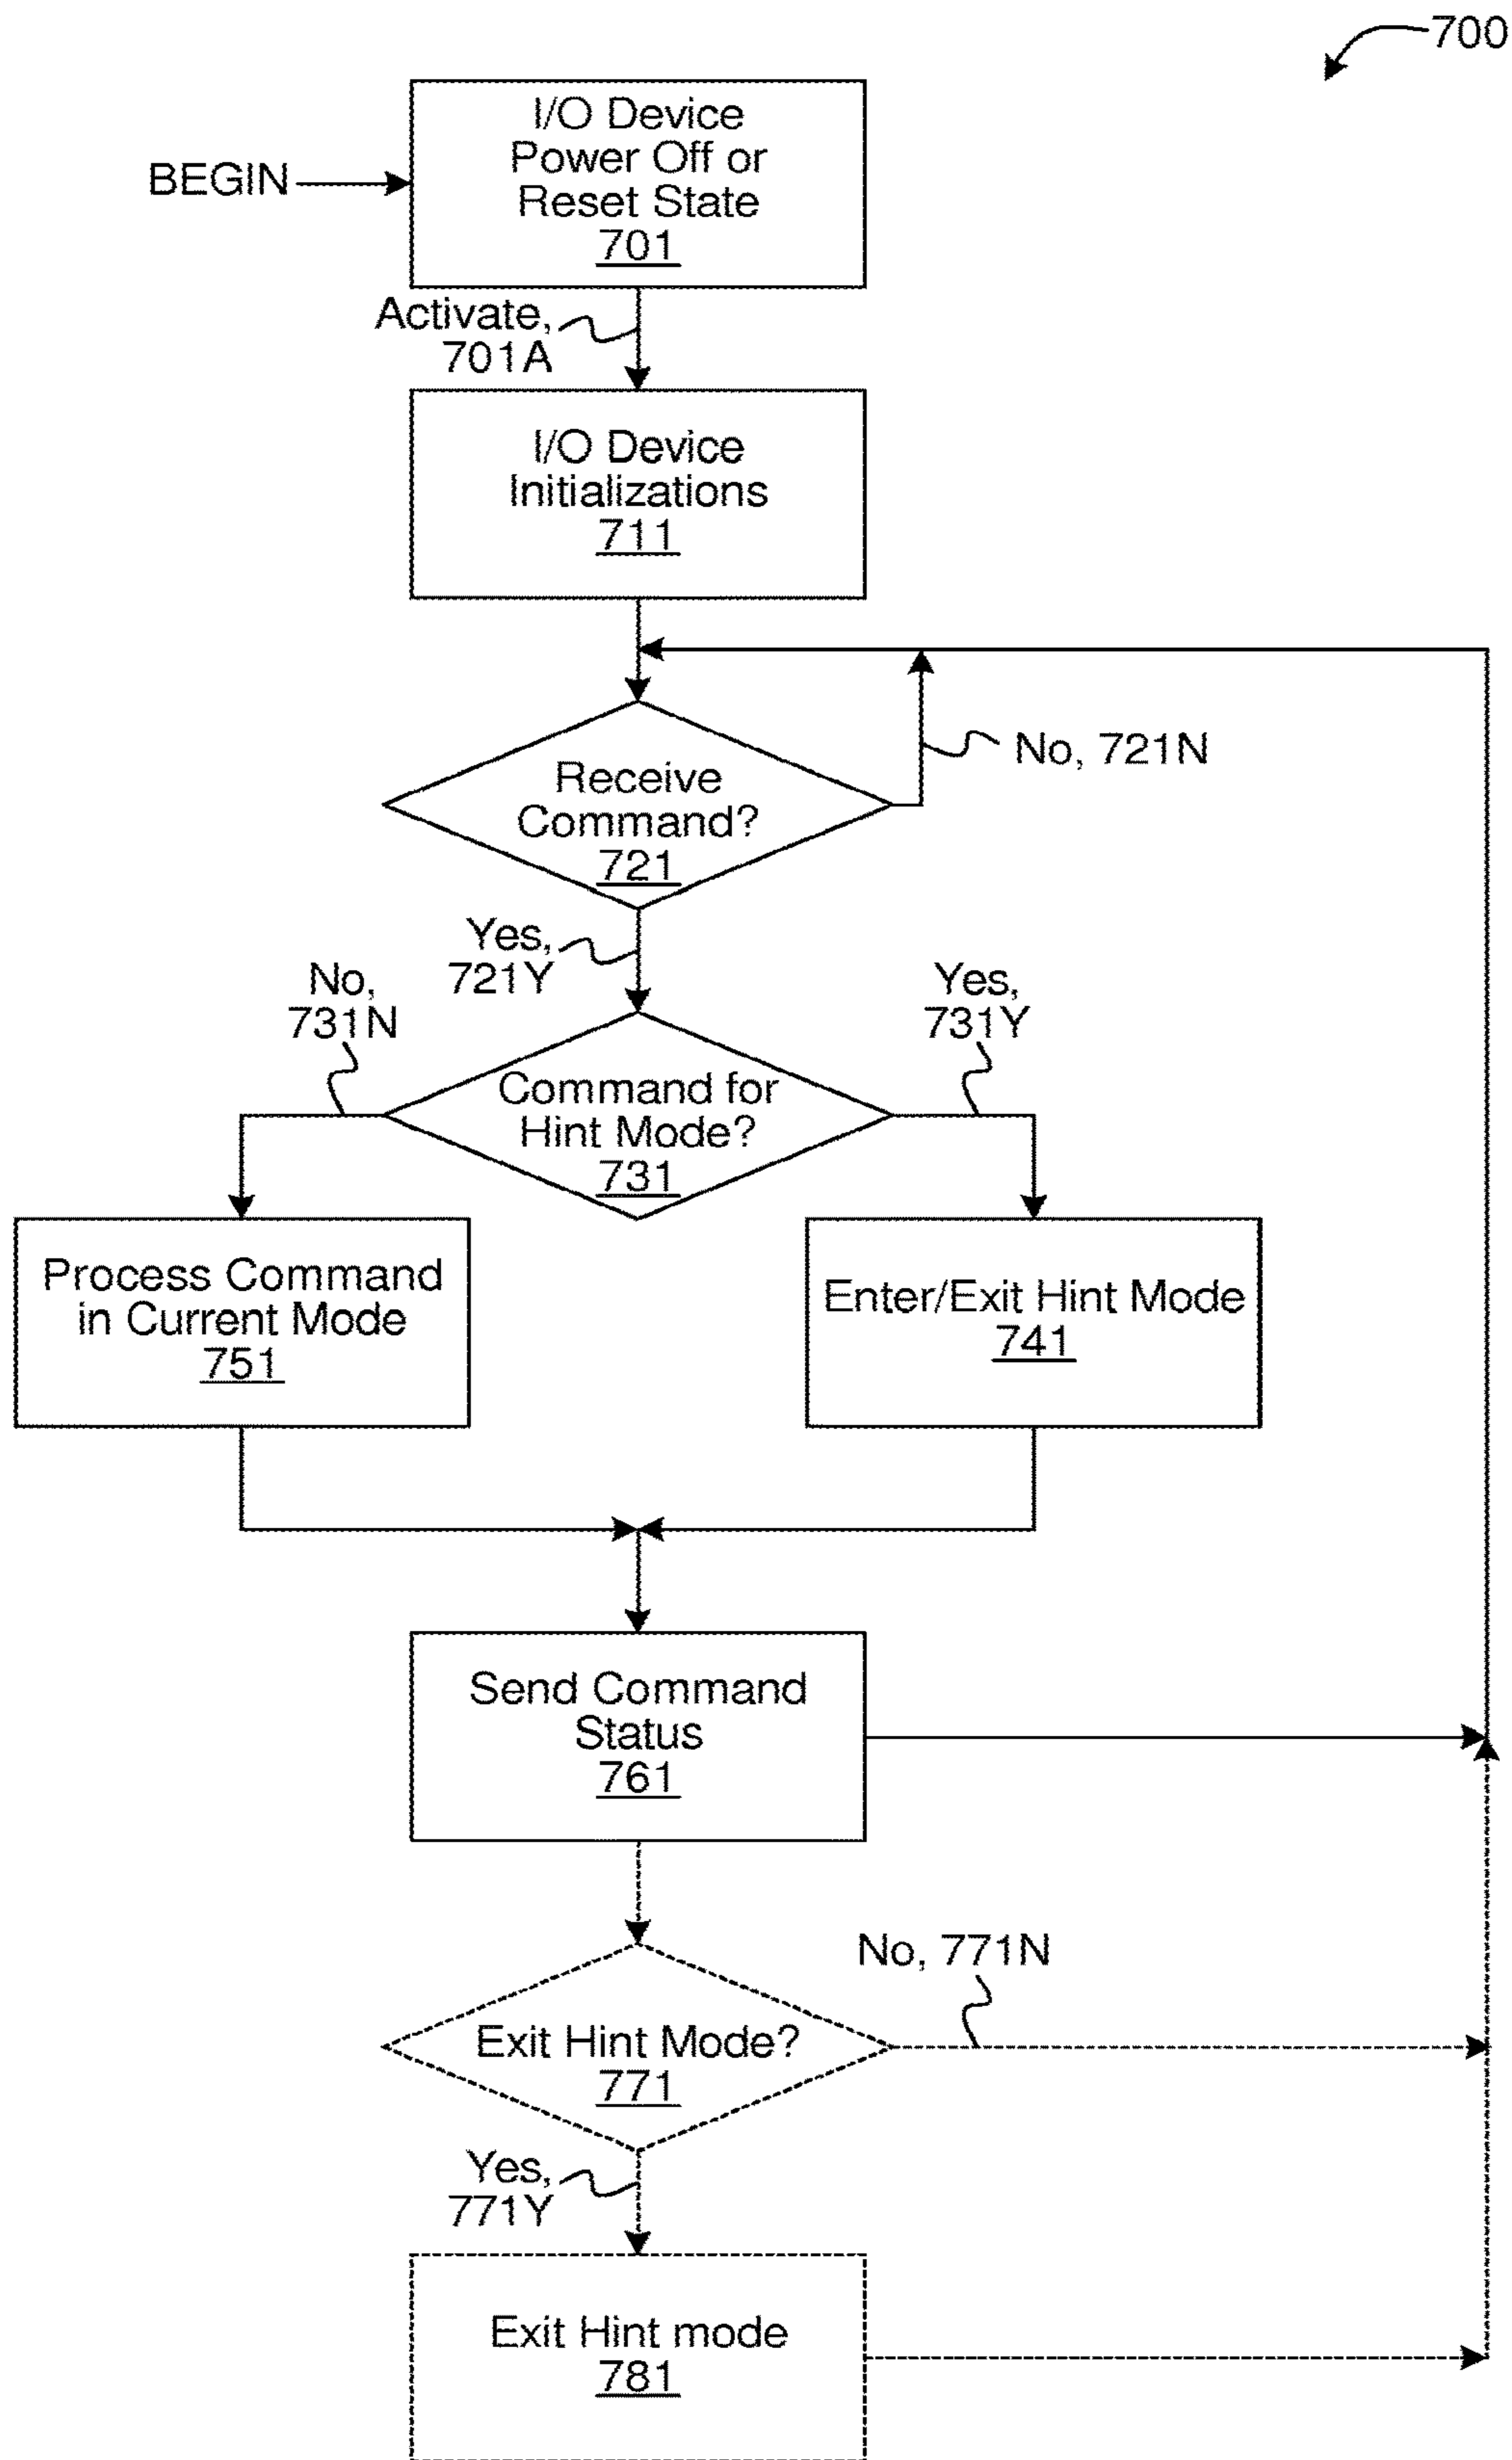 700
I/O Device
Power Off or
Reset State
701
BEGIN
Activate,
701A
I/O Device
Initializations
711
No, 721N
Receive
Command?
721
Yes,
721Y
No,
731N
Yes,
731Y
Command for
Hint Mode?
731
Process Command
in Current Mode
751
Enter/Exit Hint Mode
741
Send Command
Status
761
No, 771N
Exit Hint Mode?
771
Yes,
771Y
Exit Hint mode
781